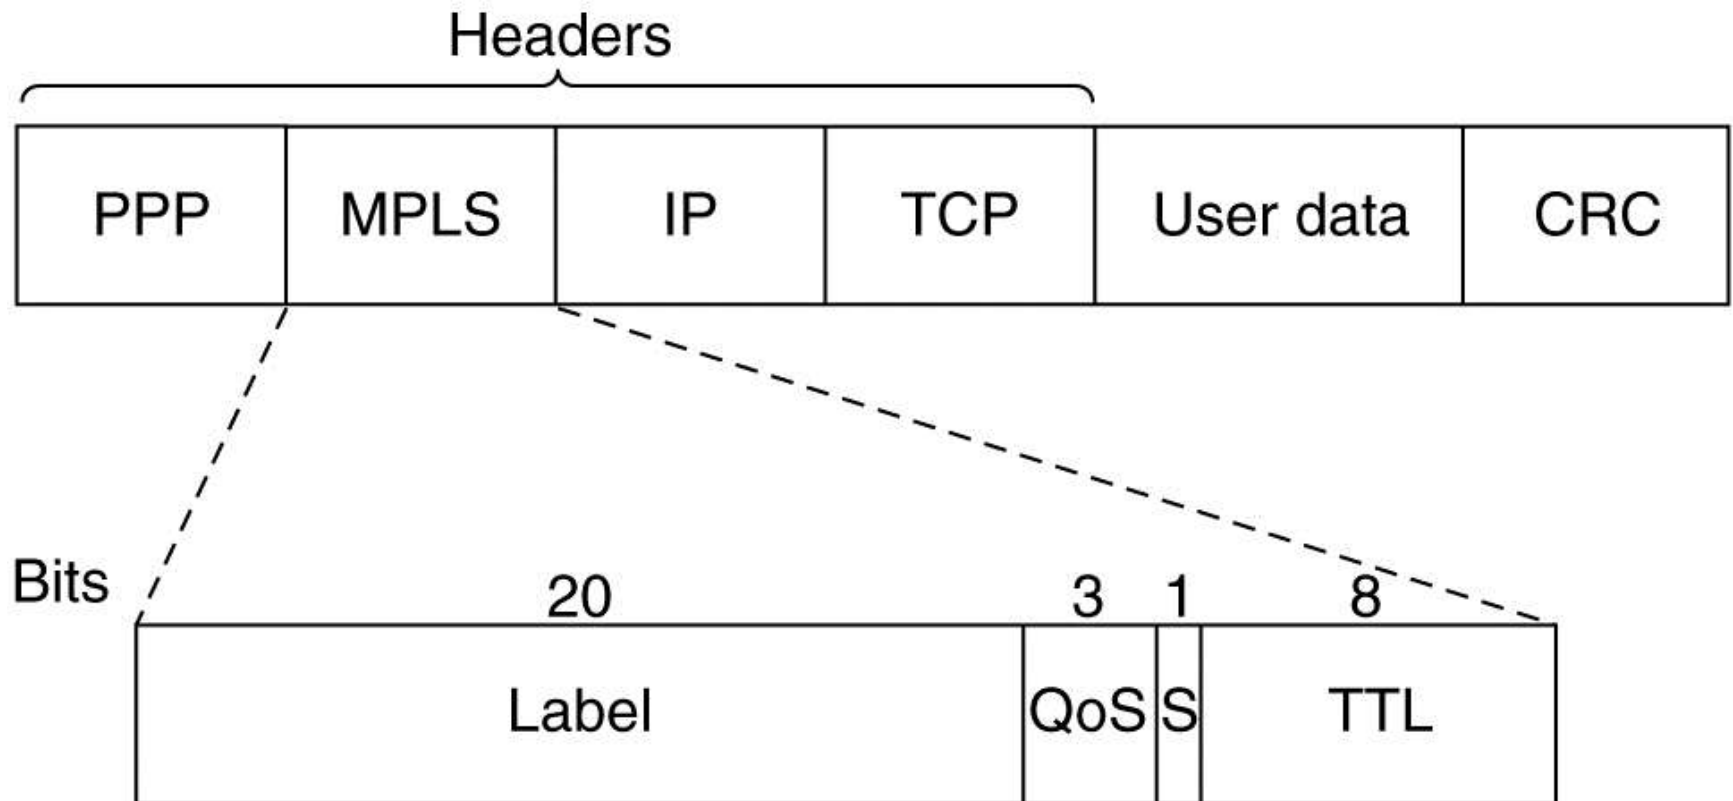 Headers
PPP MPLS IP TCP User data CRC
Bits 20 3 1 8
Label QoS S TTL